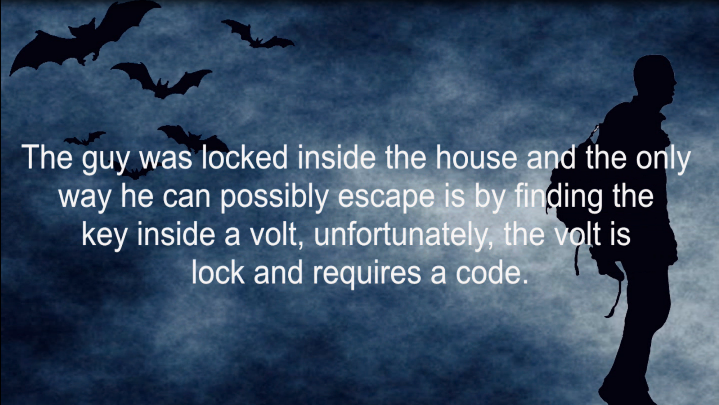 The guy was locked inside the house and the only
way he can possibly escape is by finding the
key inside a volt, unfortunately, the volt is
lock and requires a code.